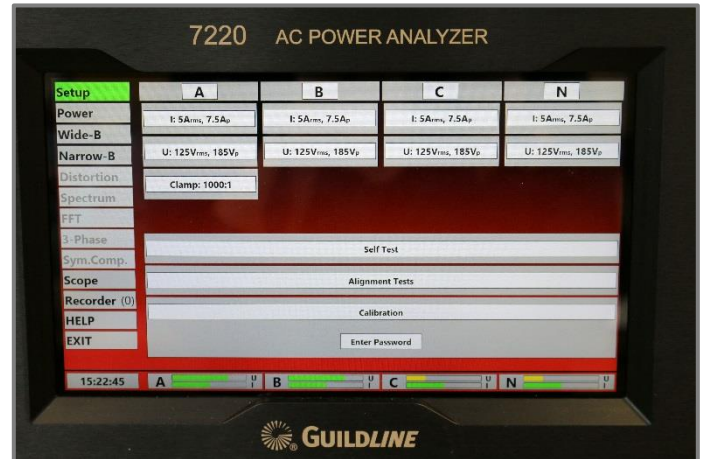 7220 AC POWER ANALYZER
Setup A B C N
Power I: 5Arms, 7.5Ap I: 5Arms, 7.5Ap I: 5Arms, 7.5Ap I: 5Arms, 7.5Ap
Wide-B
Narrow-B U: 125Vrms, 185Vp U: 125Vrms, 185Vp U: 125Vrms, 185Vp U: 125Vrms, 185Vp
Distortion Clamp: 1000:1
Spectrum
FFT
3-Phase Self Test
Sym.Comp.
Scope Alignment Tests
Recorder (0)
HELP Calibration
EXIT Enter Password
15:22:45 A U I B U I C U I N U I
GUILDLINE